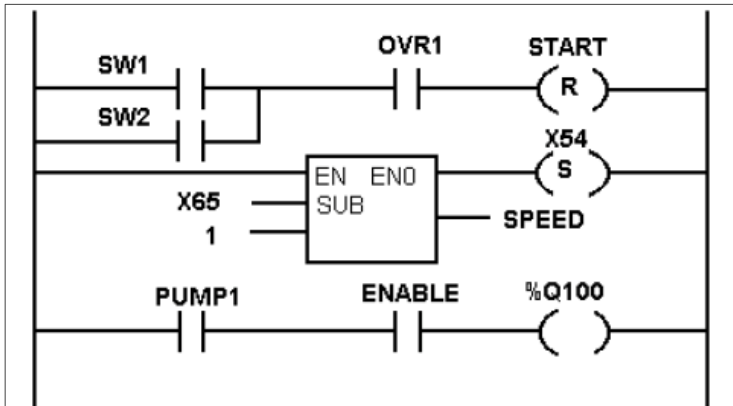 OVR1 START
SW1
R
SW2
X54
EN ENO S
X65 SUB
SPEED
1
PUMP1 ENABLE %Q100